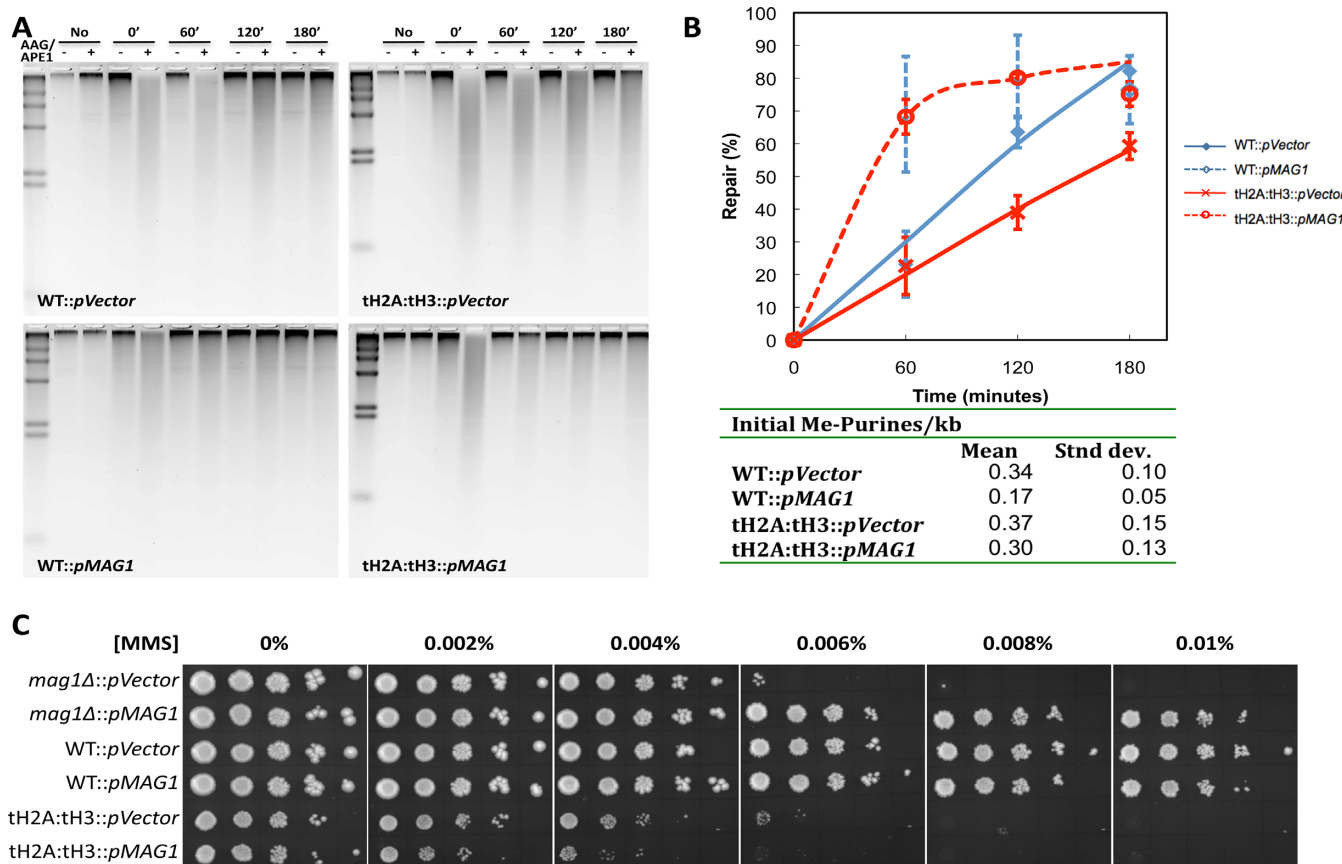 A
No 0’ 60’ 120’ 180’
No 0’ 60’ 120’ 180’
AAG/
APE1
- + - + - + - + - +
- + - + - + - + - +
WT::pVector
tH2A:tH3::pVector
WT::pMAG1
tH2A:tH3::pMAG1
B
Repair (%)
100
90
80
70
60
50
40
30
20
10
0
0 60 120 180
Time (minutes)
WT::pVector
WT::pMAG1
tH2A:tH3::pVector
tH2A:tH3::pMAG1
Initial Me-Purines/kb
Mean Stnd dev.
WT::pVector 0.34 0.10
WT::pMAG1 0.17 0.05
tH2A:tH3::pVector 0.37 0.15
tH2A:tH3::pMAG1 0.30 0.13
C
[MMS] 0% 0.002% 0.004% 0.006% 0.008% 0.01%
mag1Δ::pVector
mag1Δ::pMAG1
WT::pVector
WT::pMAG1
tH2A:tH3::pVector
tH2A:tH3::pMAG1